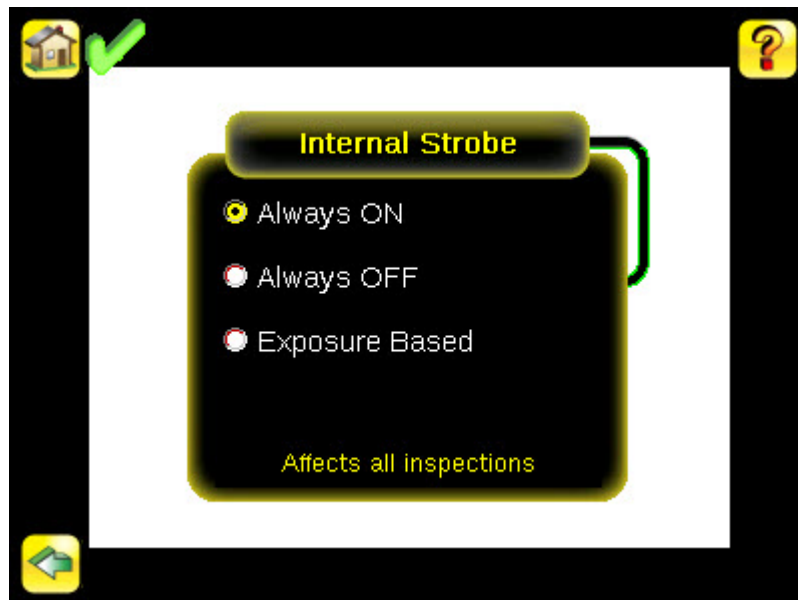 Internal Strobe
Always ON
Always OFF
Exposure Based
Affects all inspections